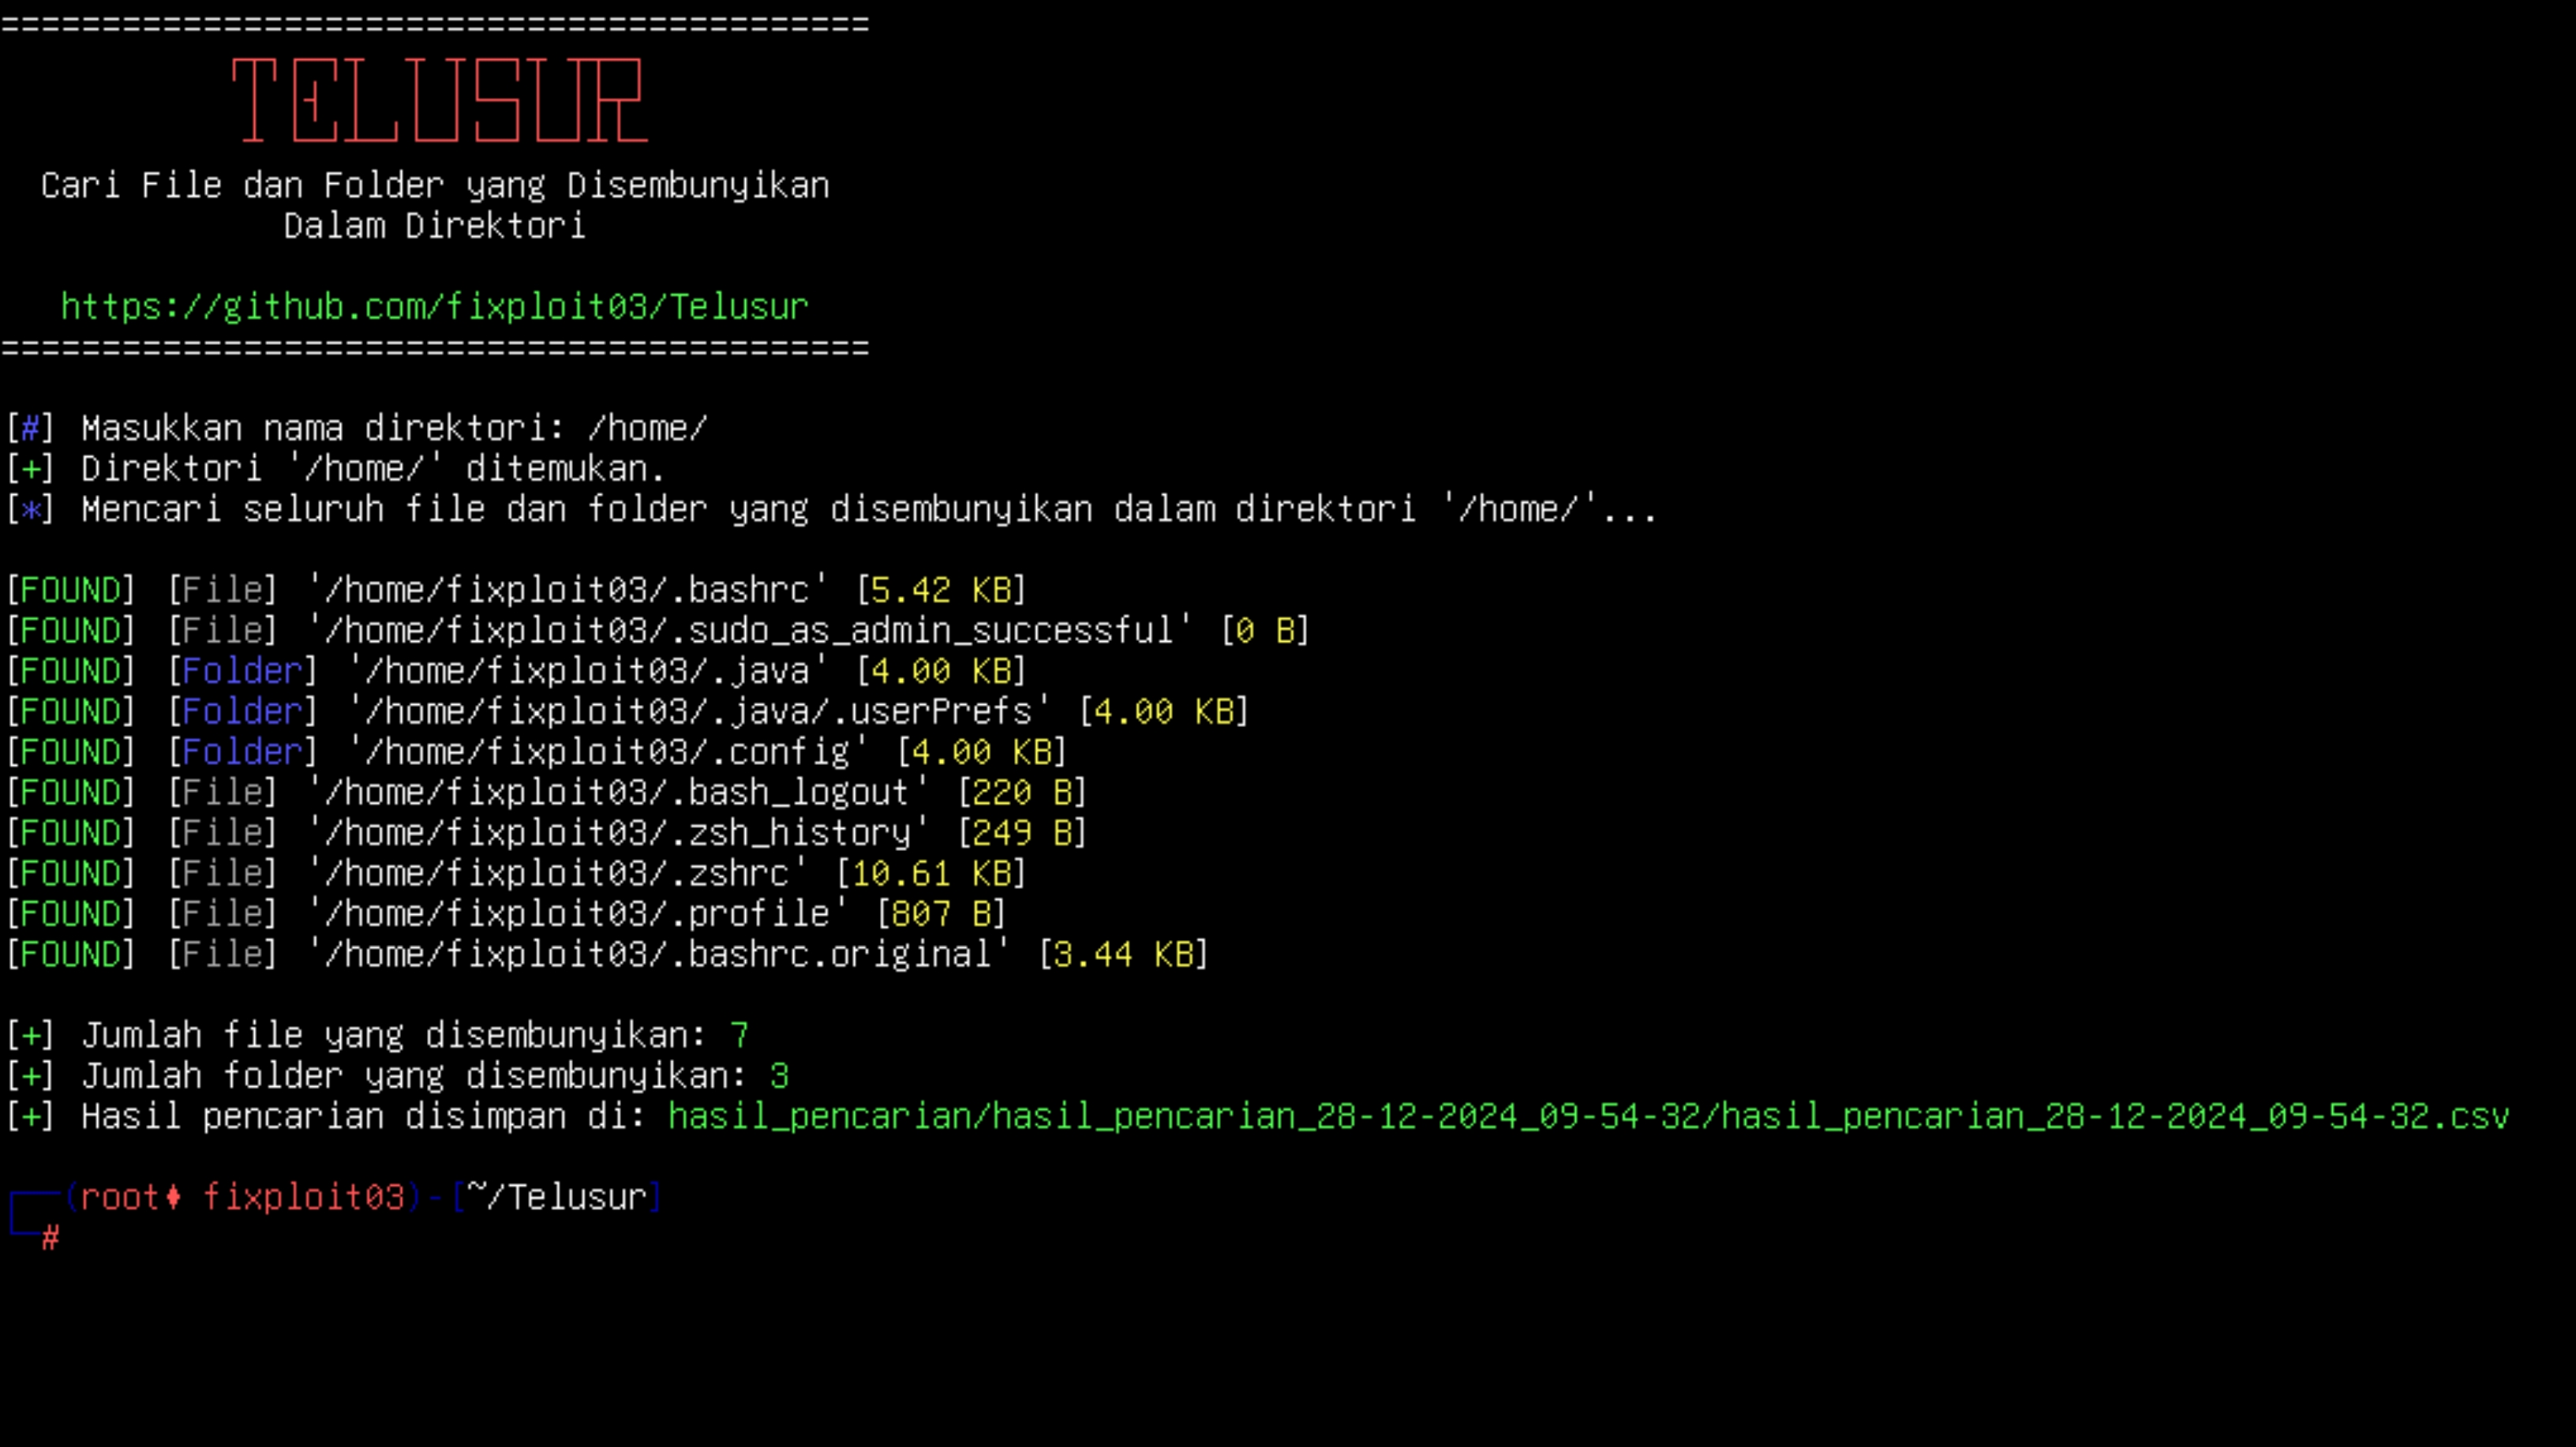 ===========================================
TELUSUR
Cari File dan Folder yang Disembunyikan
Dalam Direktori
https://github.com/fixploit03/Telusur
===========================================
[#] Masukkan nama direktori: /home/
[+] Direktori '/home/' ditemukan.
[*] Mencari seluruh file dan folder yang disembunyikan dalam direktori '/home/'...
[FOUND] [File] '/home/fixploit03/.bashrc' [5.42 KB]
[FOUND] [File] '/home/fixploit03/.sudo_as_admin_successful' [0 B]
[FOUND] [Folder] '/home/fixploit03/.java' [4.00 KB]
[FOUND] [Folder] '/home/fixploit03/.java/.userPrefs' [4.00 KB]
[FOUND] [Folder] '/home/fixploit03/.config' [4.00 KB]
[FOUND] [File] '/home/fixploit03/.bash_logout' [220 B]
[FOUND] [File] '/home/fixploit03/.zsh_history' [249 B]
[FOUND] [File] '/home/fixploit03/.zshrc' [10.61 KB]
[FOUND] [File] '/home/fixploit03/.profile' [807 B]
[FOUND] [File] '/home/fixploit03/.bashrc.original' [3.44 KB]
[+] Jumlah file yang disembunyikan: 7
[+] Jumlah folder yang disembunyikan: 3
[+] Hasil pencarian disimpan di: hasil_pencarian/hasil_pencarian_28-12-2024_09-54-32/hasil_pencarian_28-12-2024_09-54-32.csv
┌──(root♦ fixploit03)-[~/Telusur]
└─#